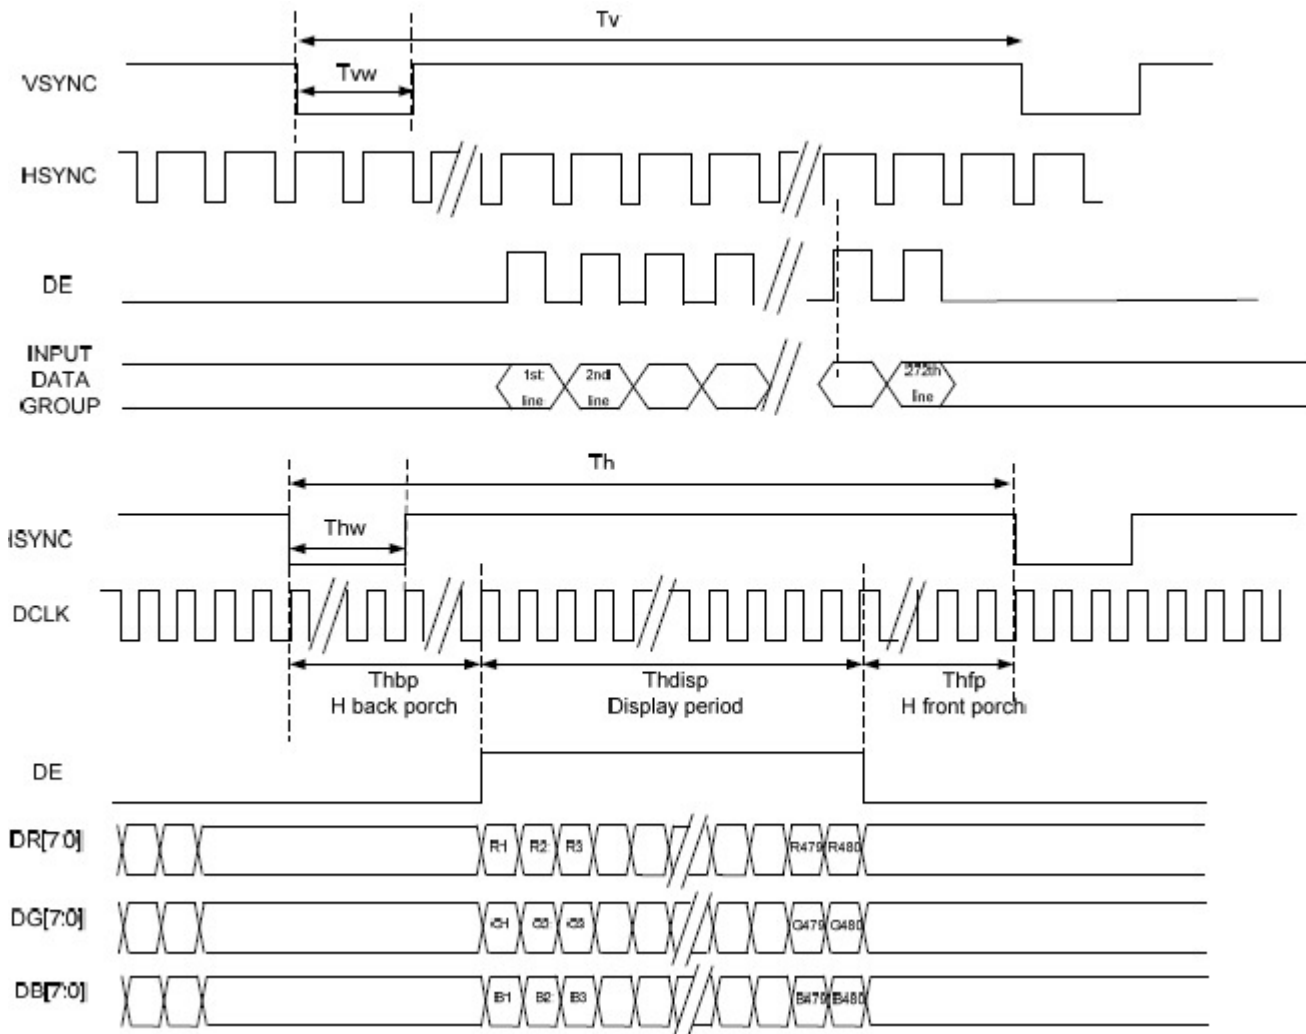 Tv
VSYNC
Tvw
HSYNC
DE
INPUT
DATA
GROUP
1st
line
2nd
line
272th
line
Th
HSYNC
Thw
DCLK
Thbp
H back porch
Thdisp
Display period
Thfp
H front porch
DE
DR[7:0]
R1 R2 R3 R479 R480
DG[7:0]
G479 G480
DB[7:0]
B1 B2 B3 B479 B480